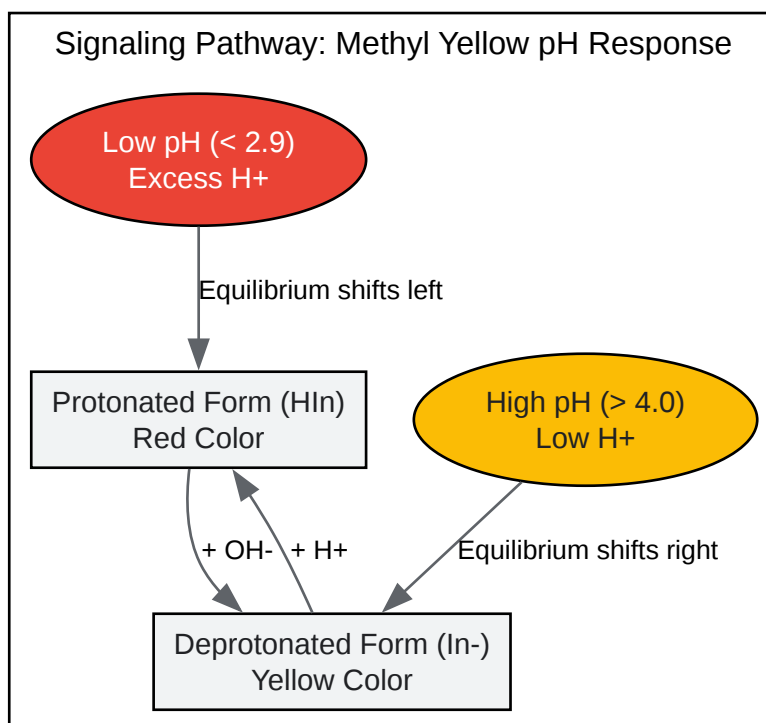 Signaling Pathway: Methyl Yellow pH Response
Low pH (< 2.9)
Excess H+
Equilibrium shifts left
Protonated Form (HIn)
Red Color
High pH (> 4.0)
Low H+
+ OH-
+ H+
Equilibrium shifts right
Deprotonated Form (In-)
Yellow Color